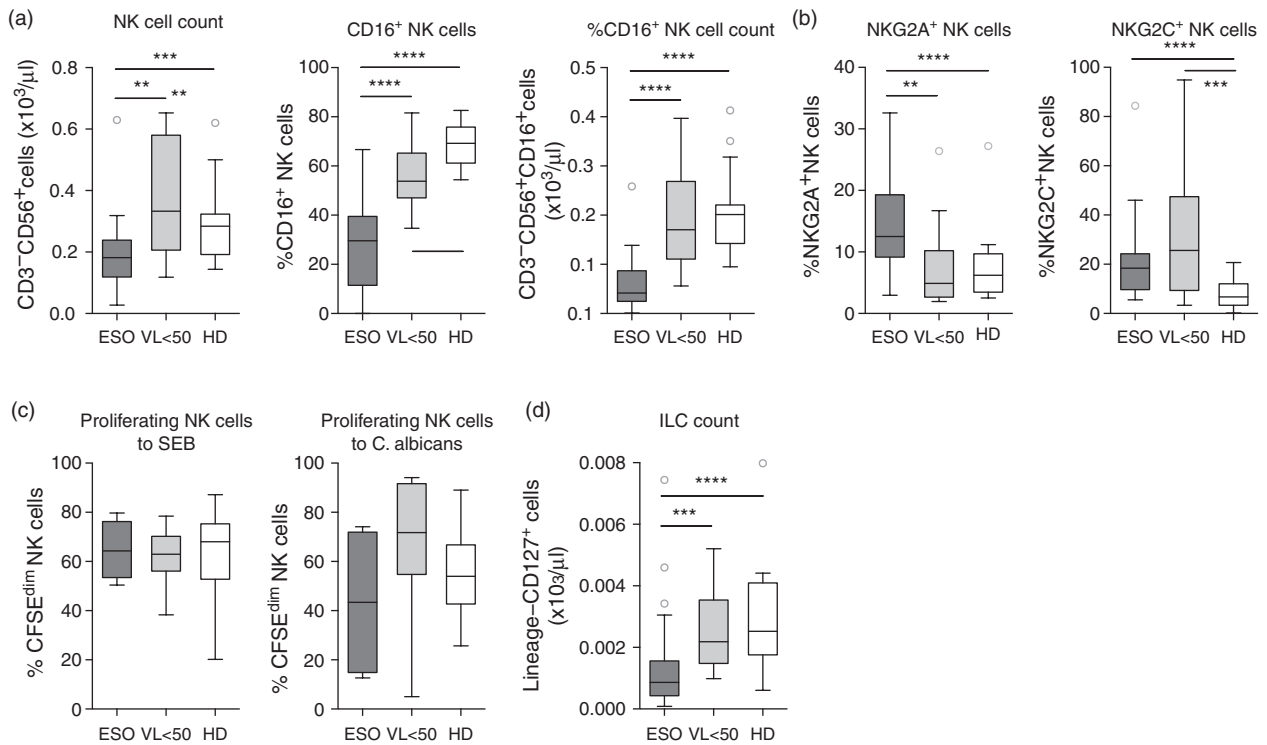 (a)
NK cell count
CD3⁻CD56⁺cells (x10³/µl)
0.8
0.6
0.4
0.2
0.0
***
**
**
ESO VL<50 HD
CD16⁺ NK cells
%CD16⁺ NK cells
100
80
60
40
20
0
****
****
ESO VL<50 HD
%CD16⁺ NK cell count
CD3⁻CD56⁺CD16⁺cells
(x10³/µl)
0.5
0.4
0.3
0.2
0.1
0.1
****
****
ESO VL<50 HD
(b)
NKG2A⁺ NK cells
%NKG2A⁺NK cells
40
30
20
10
0
****
**
ESO VL<50 HD
NKG2C⁺ NK cells
%NKG2C⁺NK cells
100
80
60
40
20
0
****
***
ESO VL<50 HD
(c)
Proliferating NK cells
to SEB
% CFSEᵈⁱᵐ NK cells
100
80
60
40
20
0
ESO VL<50 HD
Proliferating NK cells
to C. albicans
% CFSEᵈⁱᵐ NK cells
100
80
60
40
20
0
ESO VL<50 HD
(d)
ILC count
Lineage–CD127⁺ cells
(x10₃/µl)
0.008
0.006
0.004
0.002
0.000
****
***
ESO VL<50 HD